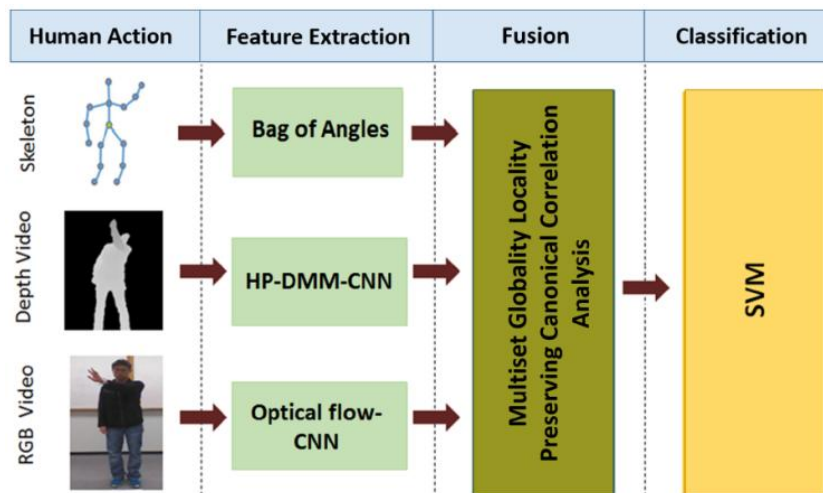 Human Action
Feature Extraction
Fusion
Classification
Skeleton
Bag of Angles
Depth Video
HP-DMM-CNN
RGB Video
Optical flow-
CNN
Multiset Globality Locality
Preserving Canonical Correlation
Analysis
SVM